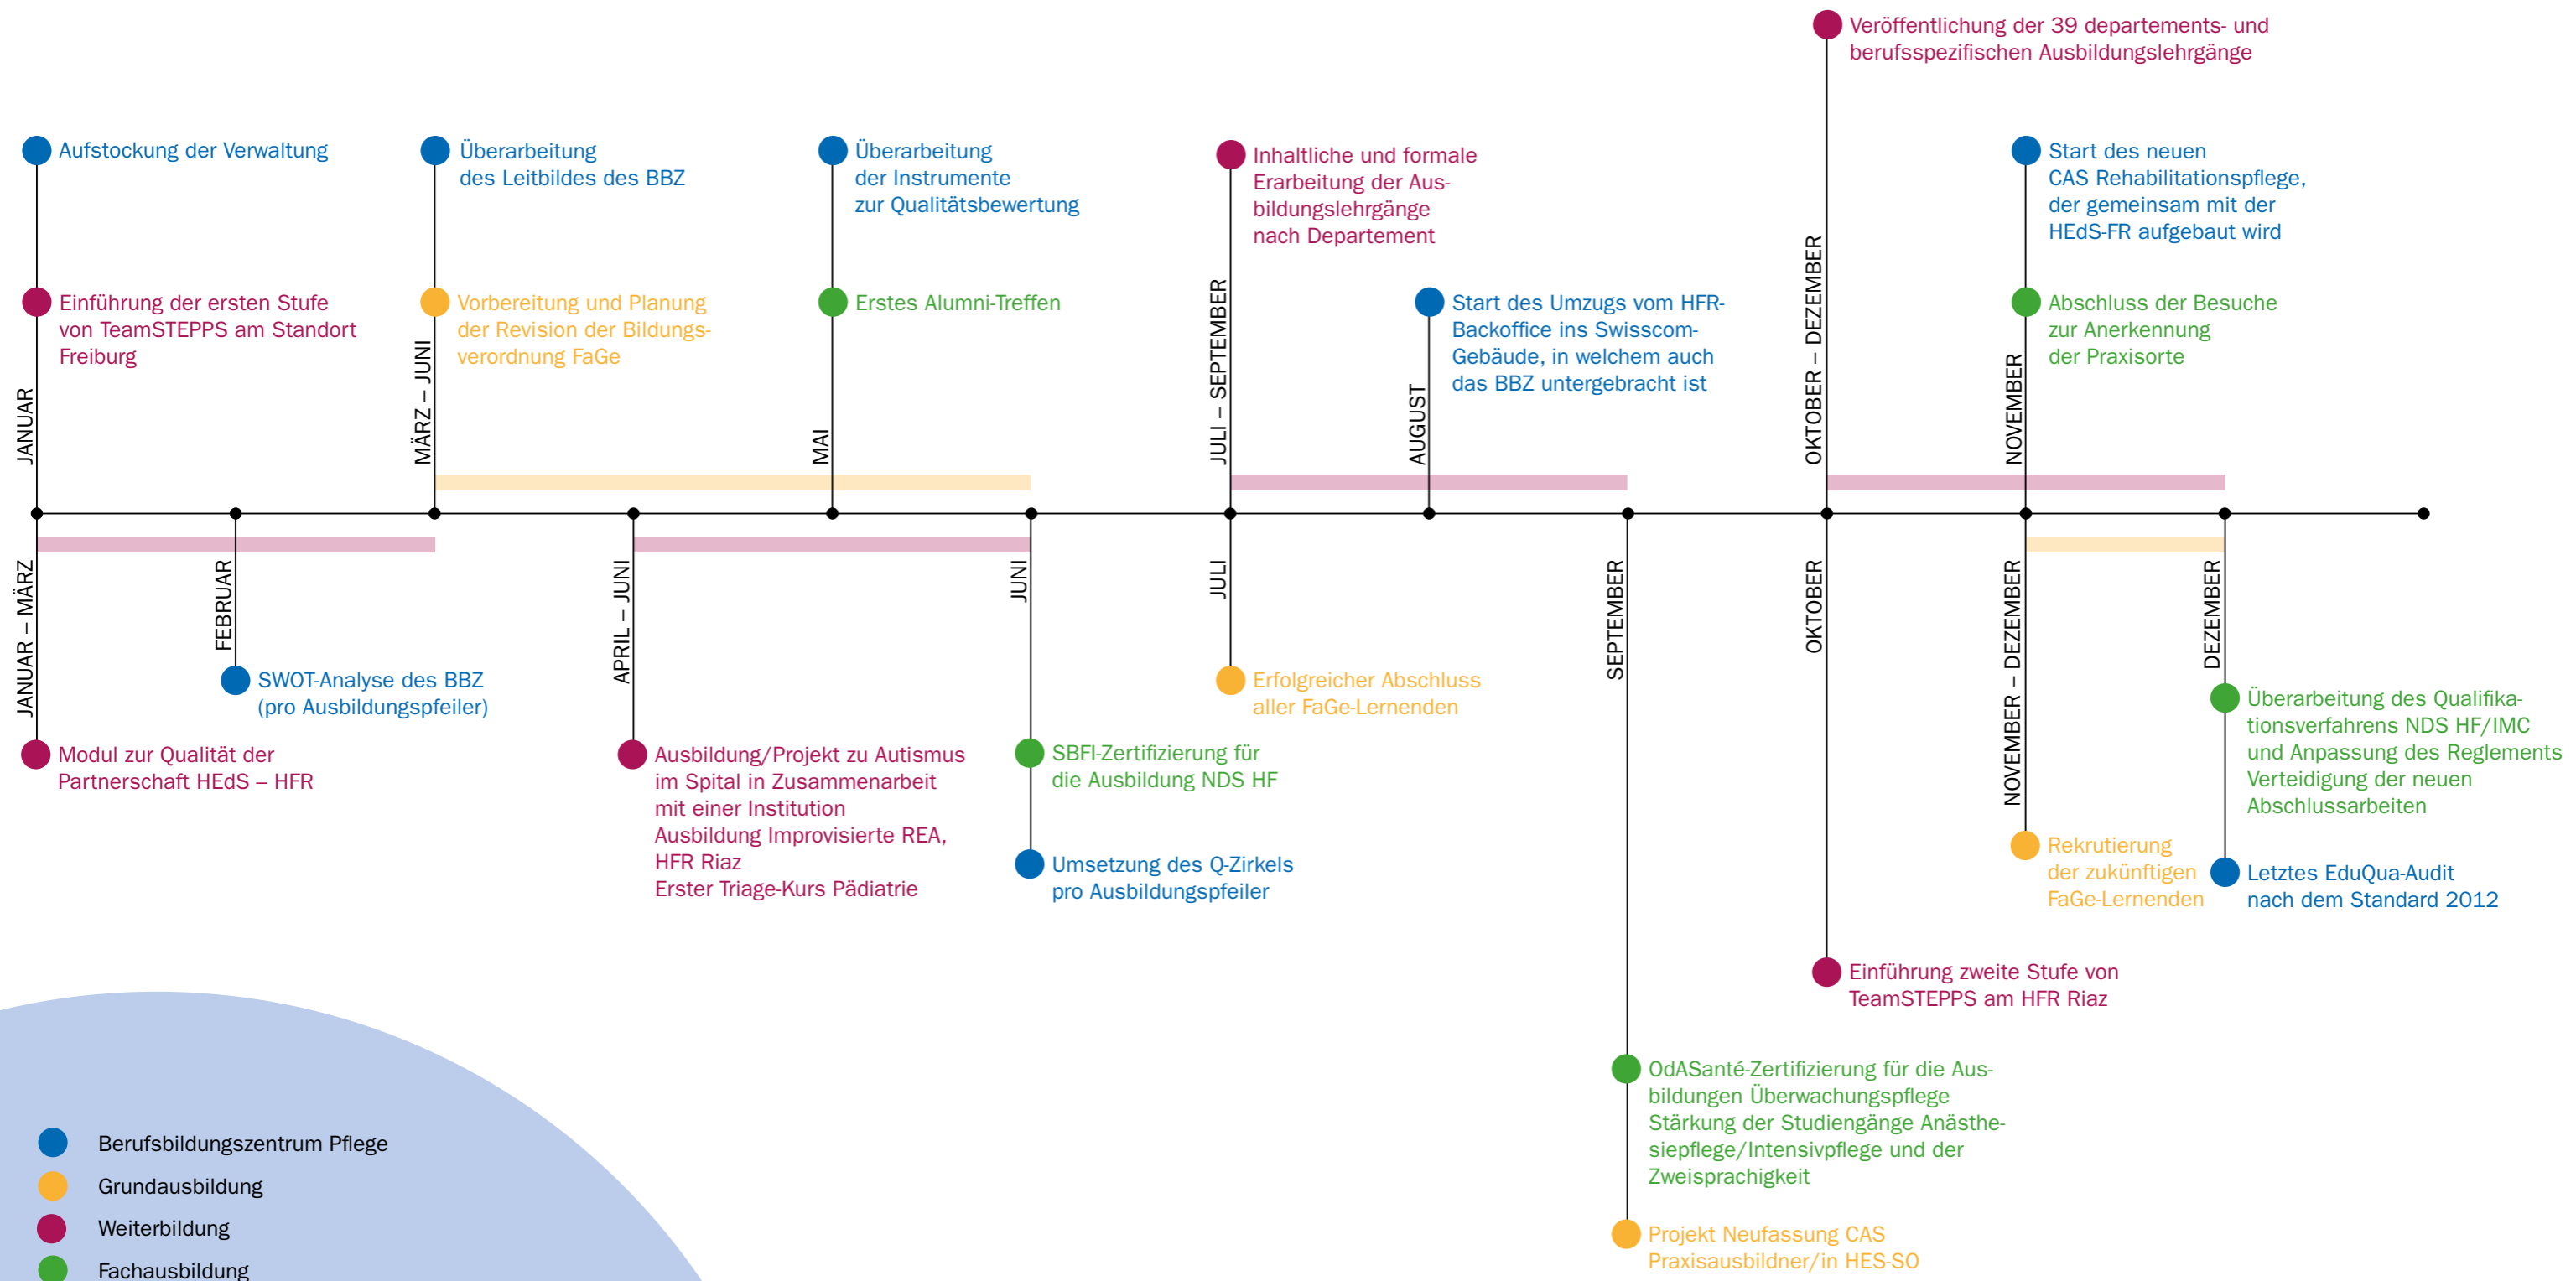 Veröffentlichung der 39 departements- und
berufsspezifischen Ausbildungslehrgänge
Aufstockung der Verwaltung
Einführung der ersten Stufe
von TeamSTEPPS am Standort
Freiburg
JANUAR
Überarbeitung
des Leitbildes des BBZ
Vorbereitung und Planung
der Revision der Bildungs-
verordnung FaGe
MÄRZ – JUNI
Überarbeitung
der Instrumente
zur Qualitätsbewertung
Erstes Alumni-Treffen
MAI
Inhaltliche und formale
Erarbeitung der Aus-
bildungslehrgänge
nach Departement
JULI – SEPTEMBER
Start des Umzugs vom HFR-
Backoffice ins Swisscom-
Gebäude, in welchem auch
das BBZ untergebracht ist
AUGUST
OKTOBER – DEZEMBER
Start des neuen
CAS Rehabilitationspflege,
der gemeinsam mit der
HEdS-FR aufgebaut wird
Abschluss der Besuche
zur Anerkennung
der Praxisorte
NOVEMBER
JANUAR – MÄRZ
Modul zur Qualität der
Partnerschaft HEdS – HFR
FEBRUAR
SWOT-Analyse des BBZ
(pro Ausbildungspfeiler)
APRIL – JUNI
Ausbildung/Projekt zu Autismus
im Spital in Zusammenarbeit
mit einer Institution
Ausbildung Improvisierte REA,
HFR Riaz
Erster Triage-Kurs Pädiatrie
JUNI
SBFI-Zertifizierung für
die Ausbildung NDS HF
Umsetzung des Q-Zirkels
pro Ausbildungspfeiler
JULI
Erfolgreicher Abschluss
aller FaGe-Lernenden
SEPTEMBER
OdASanté-Zertifizierung für die Aus-
bildungen Überwachungspflege
Stärkung der Studiengänge Anästhe-
siepflege/Intensivpflege und der
Zweisprachigkeit
Projekt Neufassung CAS
Praxisausbildner/in HES-SO
OKTOBER
Einführung zweite Stufe von
TeamSTEPPS am HFR Riaz
NOVEMBER – DEZEMBER
Rekrutierung
der zukünftigen
FaGe-Lernenden
DEZEMBER
Überarbeitung des Qualifika-
tionsverfahrens NDS HF/IMC
und Anpassung des Reglements
Verteidigung der neuen
Abschlussarbeiten
Letztes EduQua-Audit
nach dem Standard 2012
Berufsbildungszentrum Pflege
Grundausbildung
Weiterbildung
Fachausbildung